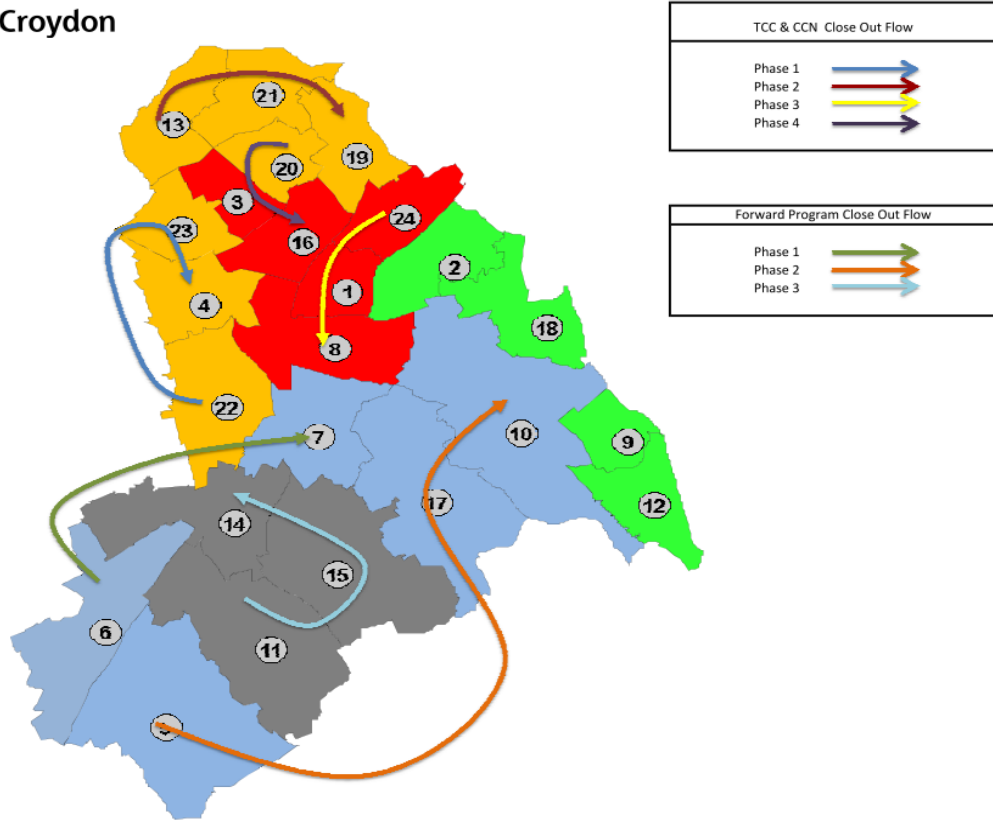 Croydon
TCC & CCN Close Out Flow
Phase 1
Phase 2
Phase 3
Phase 4
Forward Program Close Out Flow
Phase 1
Phase 2
Phase 3
21
13
19
20
3
24
23
16
2
1
4
18
8
22
7
10
9
17
12
14
15
6
11